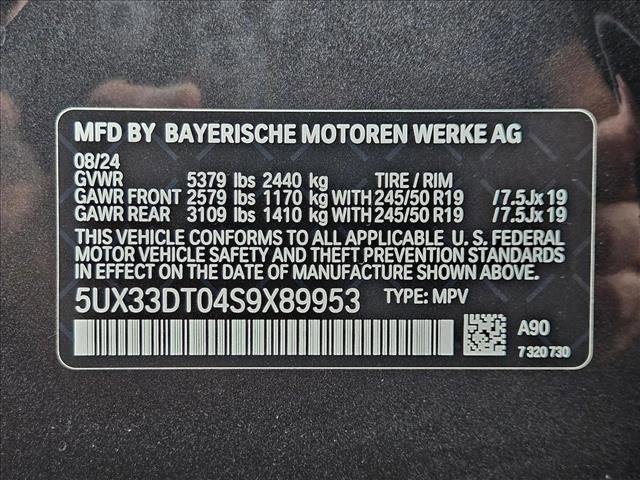 MFD BY BAYERISCHE MOTOREN WERKE AG
08/24
GVWR 5379 lbs 2440 kg TIRE / RIM
GAWR FRONT 2579 lbs 1170 kg WITH 245/50 R19 /7.5Jx19
GAWR REAR 3109 lbs 1410 kg WITH 245/50 R19 /7.5Jx19
THIS VEHICLE CONFORMS TO ALL APPLICABLE U. S. FEDERAL
MOTOR VEHICLE SAFETY AND THEFT PREVENTION STANDARDS
IN EFFECT ON THE DATE OF MANUFACTURE SHOWN ABOVE.
5UX33DT04S9X89953 TYPE: MPV
A90
7 320 730